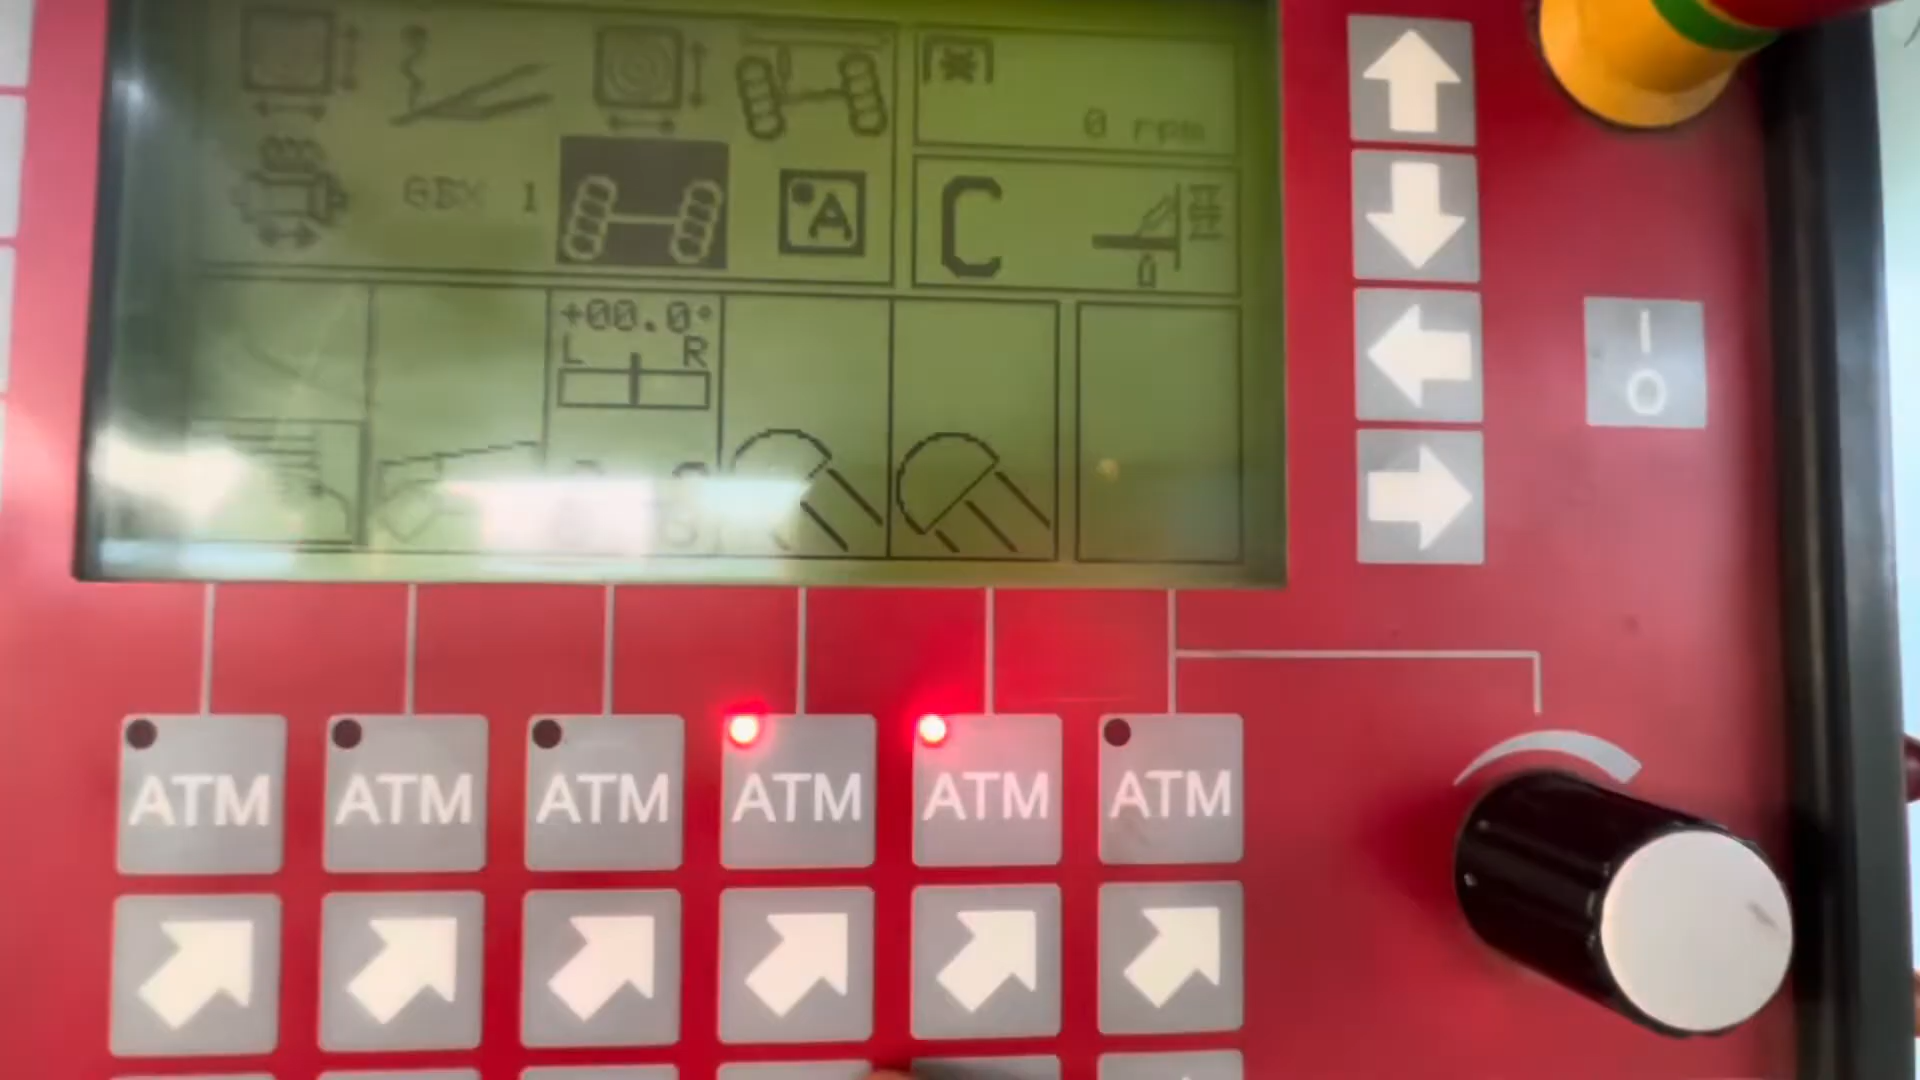 0 rpm
GBX 1
A
C
+00.0°
L R
I
O
ATM ATM ATM ATM ATM ATM